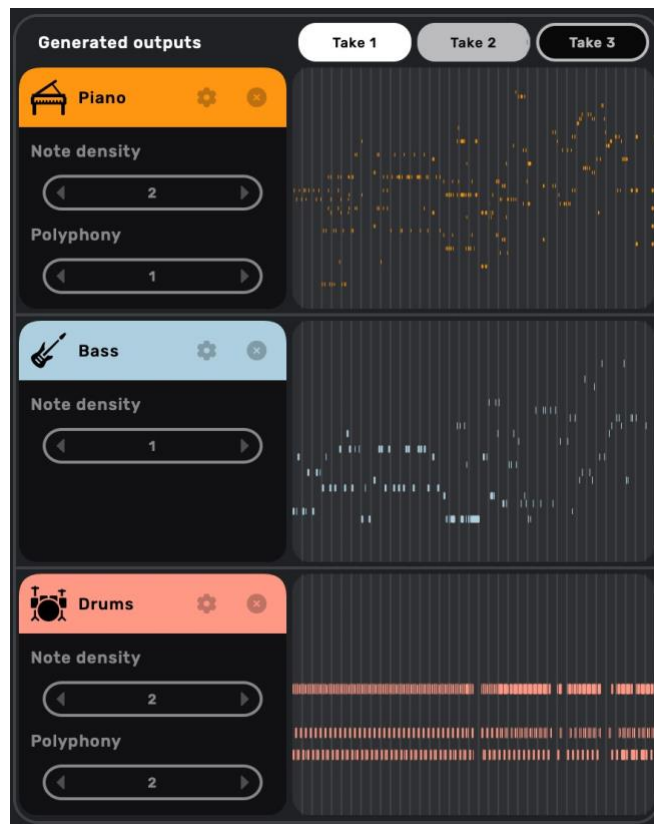 Generated outputs Take 1 Take 2 Take 3
Piano
Note density
2
Polyphony
1
Bass
Note density
1
Drums
Note density
2
Polyphony
2